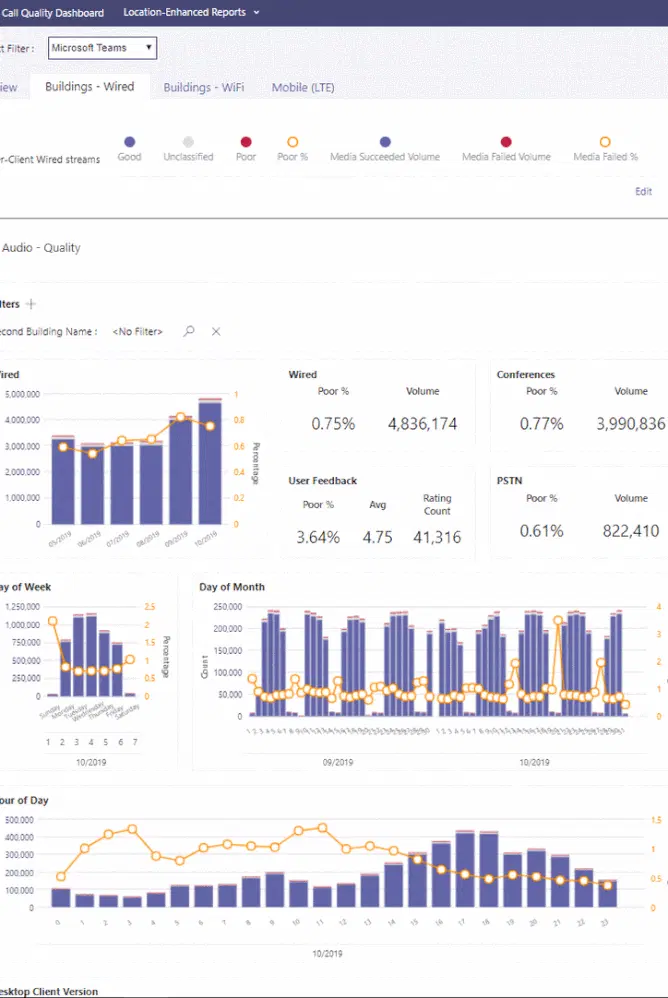 Call Quality Dashboard Location-Enhanced Reports
ct Filter : Microsoft Teams
iew Buildings - Wired Buildings - WiFi Mobile (LTE)
er-Client Wired streams Good Unclassified Poor Poor % Media Succeeded Volume Media Failed Volume Media Failed %
Edit
Audio - Quality
lters
econd Building Name : <No Filter>
ired
5,000,000 1
4,000,000 0.8
3,000,000 0.6
2,000,000 0.4
1,000,000 0.2
0 0
Percentage
05/2019 06/2019 07/2019 08/2019 09/2019 10/2019
Wired
Poor % Volume
0.75% 4,836,174
Conferences
Poor % Volume
0.77% 3,990,836
User Feedback
Poor % Avg Rating Count
3.64% 4.75 41,316
PSTN
Poor % Volume
0.61% 822,410
ay of Week
1,250,000 2.5
1,000,000 2
750,000 1.5
500,000 1
250,000 0.5
0 0
Percentage
Sunday Monday Tuesday Wednesday Thursday Friday Saturday
1 2 3 4 5 6 7
10/2019
Day of Month
250,000 4
200,000 3
150,000
100,000 2
50,000 1
0 0
Count
09/2019 10/2019
our of Day
500,000 1.5
400,000
300,000 1
200,000 0.5
100,000
0 0
0 1 2 3 4 5 6 7 8 9 10 11 12 13 14 15 16 17 18 19 20 21 22 23
10/2019
esktop Client Version